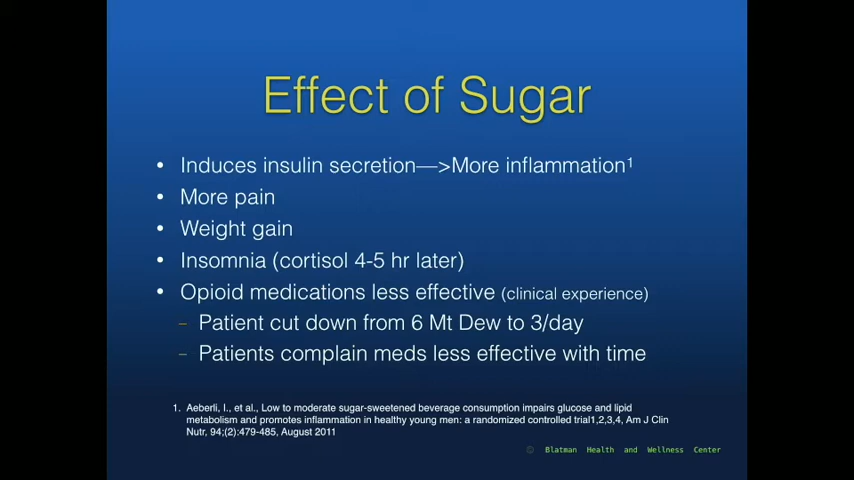 Effect of Sugar
• Induces insulin secretion—>More inflammation¹
• More pain
• Weight gain
• Insomnia (cortisol 4-5 hr later)
• Opioid medications less effective (clinical experience)
– Patient cut down from 6 Mt Dew to 3/day
– Patients complain meds less effective with time
1. Aeberli, I., et al., Low to moderate sugar-sweetened beverage consumption impairs glucose and lipid
metabolism and promotes inflammation in healthy young men: a randomized controlled trial1,2,3,4, Am J Clin
Nutr, 94;(2):479-485, August 2011
Blatman Health and Wellness Center